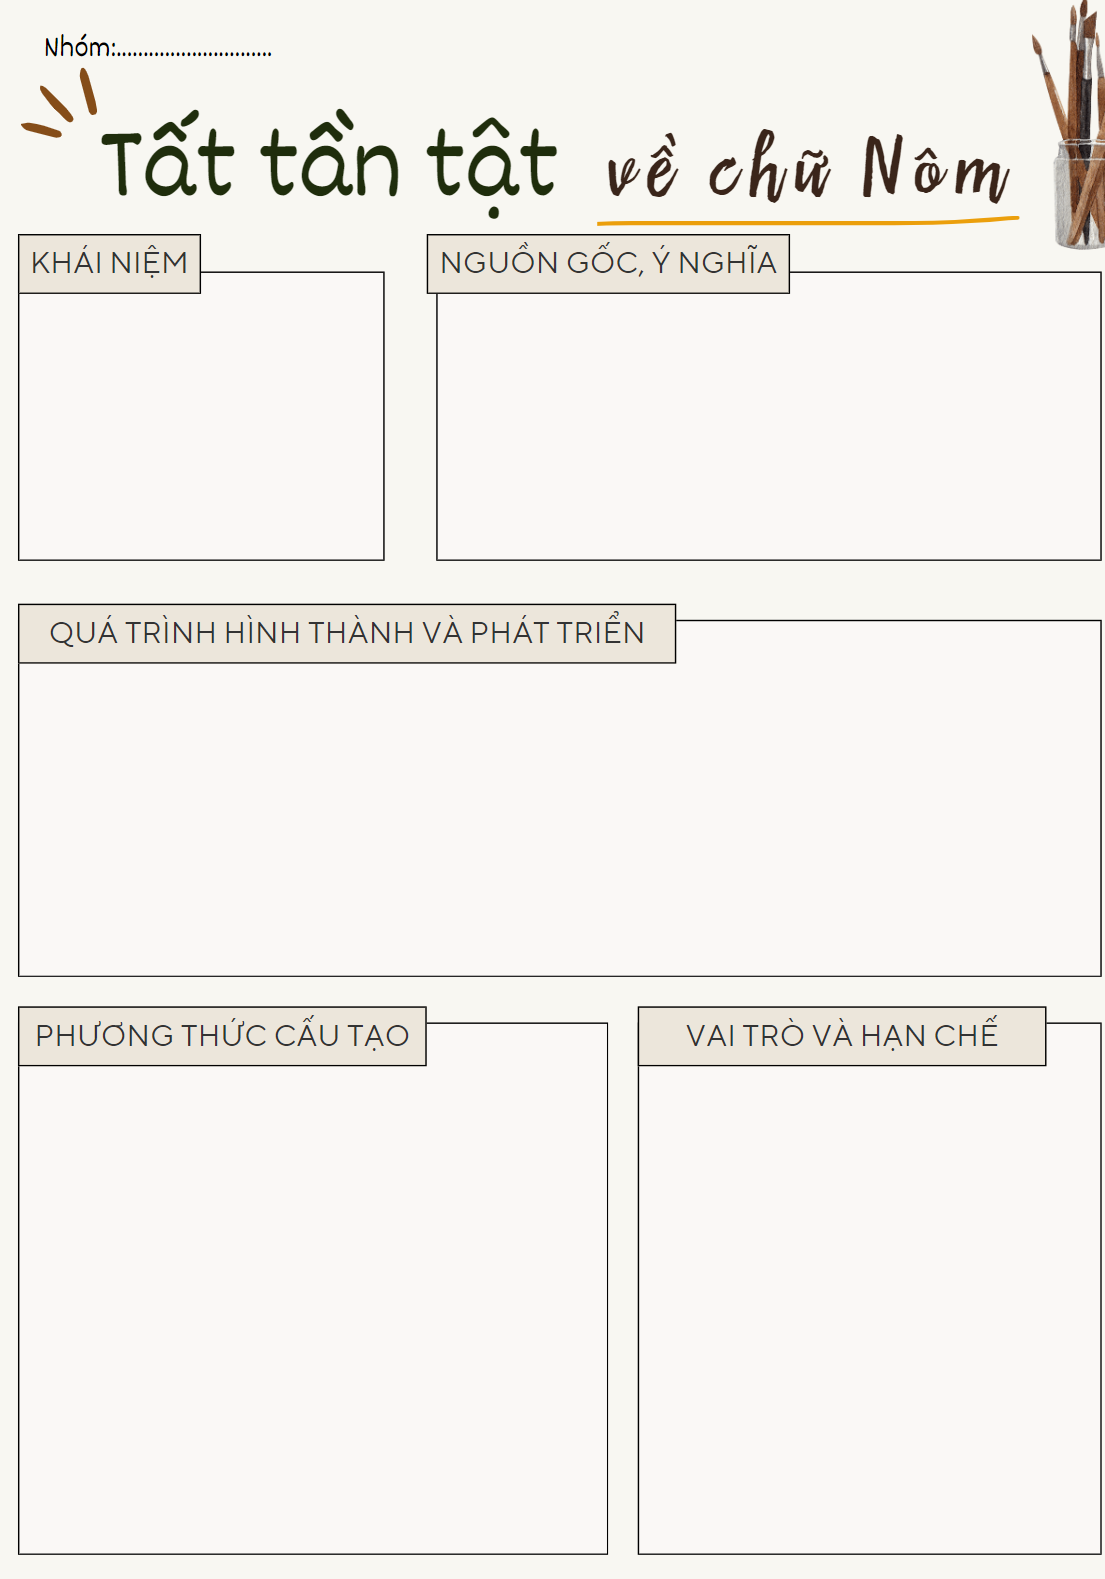 Nhóm:..............................
Tất tần tật về chữ Nôm
KHÁI NIỆM
NGUỒN GỐC, Ý NGHĨA
QUÁ TRÌNH HÌNH THÀNH VÀ PHÁT TRIỂN
PHƯƠNG THỨC CẤU TẠO
VAI TRÒ VÀ HẠN CHẾ